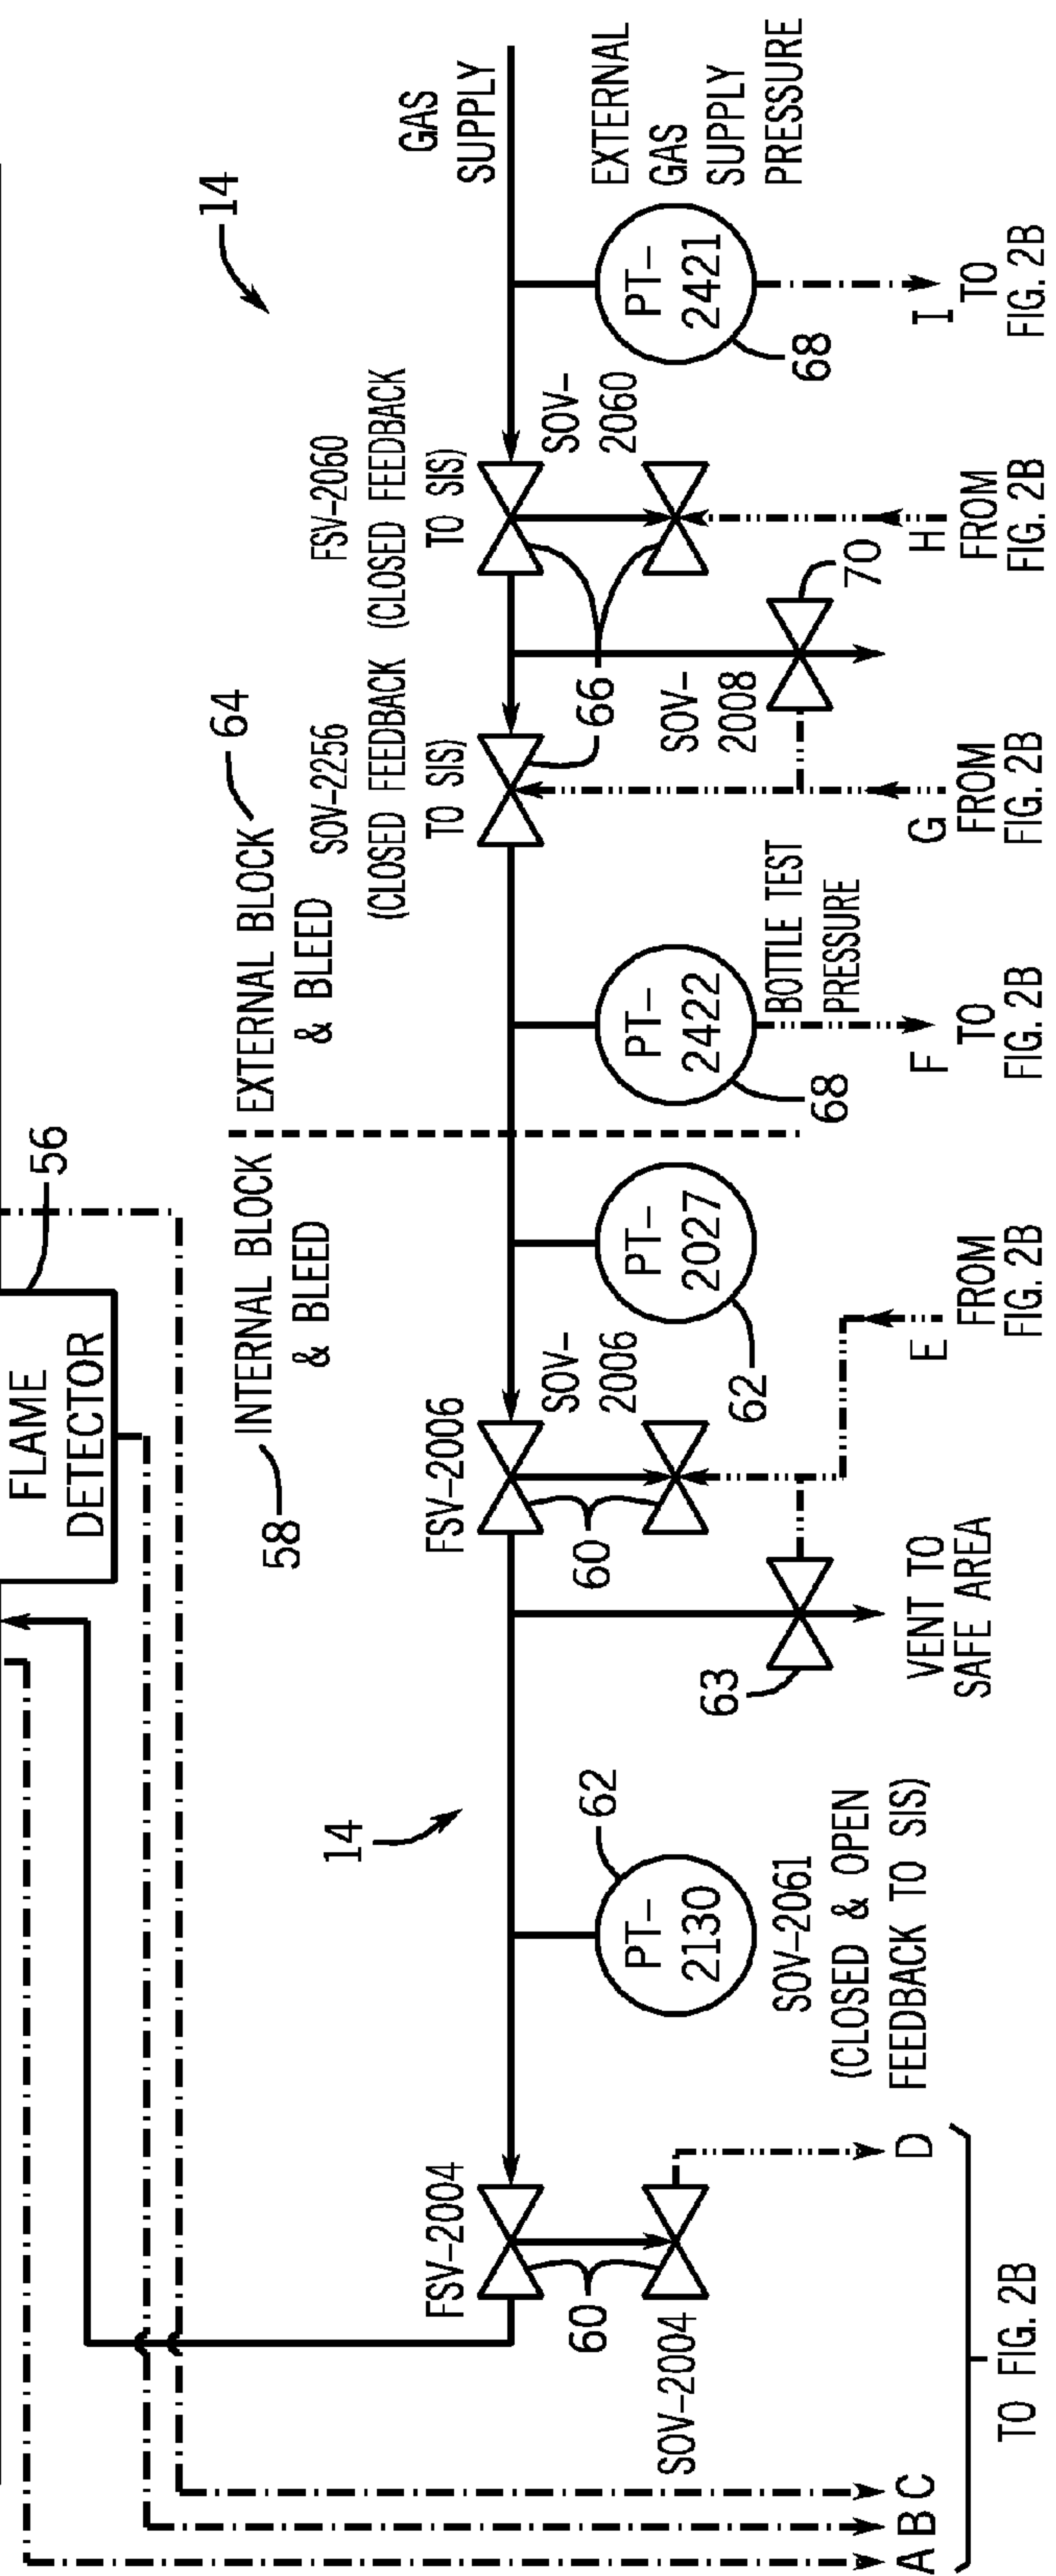 FLAME
DETECTOR
56
14
58
INTERNAL BLOCK
& BLEED
EXTERNAL BLOCK
& BLEED
64
14
FSV-2004
60
SOV-2004
PT-
2130
62
SOV-2061
(CLOSED & OPEN
FEEDBACK TO SIS)
FSV-2006
60
SOV-
2006
63
VENT TO
SAFE AREA
PT-
2027
62
PT-
2422
68
BOTTLE TEST
PRESSURE
SOV-2256
(CLOSED FEEDBACK
TO SIS)
66
SOV-
2008
70
FSV-2060
(CLOSED FEEDBACK
TO SIS)
SOV-
2060
PT-
2421
68
GAS
SUPPLY
EXTERNAL
GAS
SUPPLY
PRESSURE
A B C
D
TO FIG. 2B
E
FROM
FIG. 2B
F
TO
FIG. 2B
G
FROM
FIG. 2B
H
FROM
FIG. 2B
I
TO
FIG. 2B